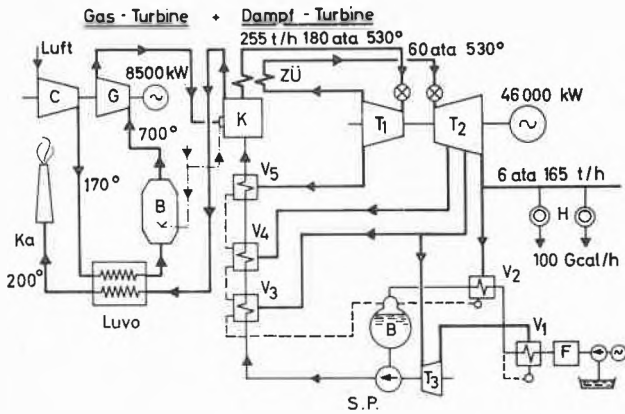 Gas - Turbine + Dampf - Turbine
Luft
255 t/h 180 ata 530°
60 ata 530°
ZÜ
C
G
8500 kW
K
T1
T2
46 000 kW
700°
170°
B
V5
6 ata 165 t/h
H
V4
100 Gcal/h
Ka
200°
V3
V2
B
V1
F
Luvo
T3
S.P.